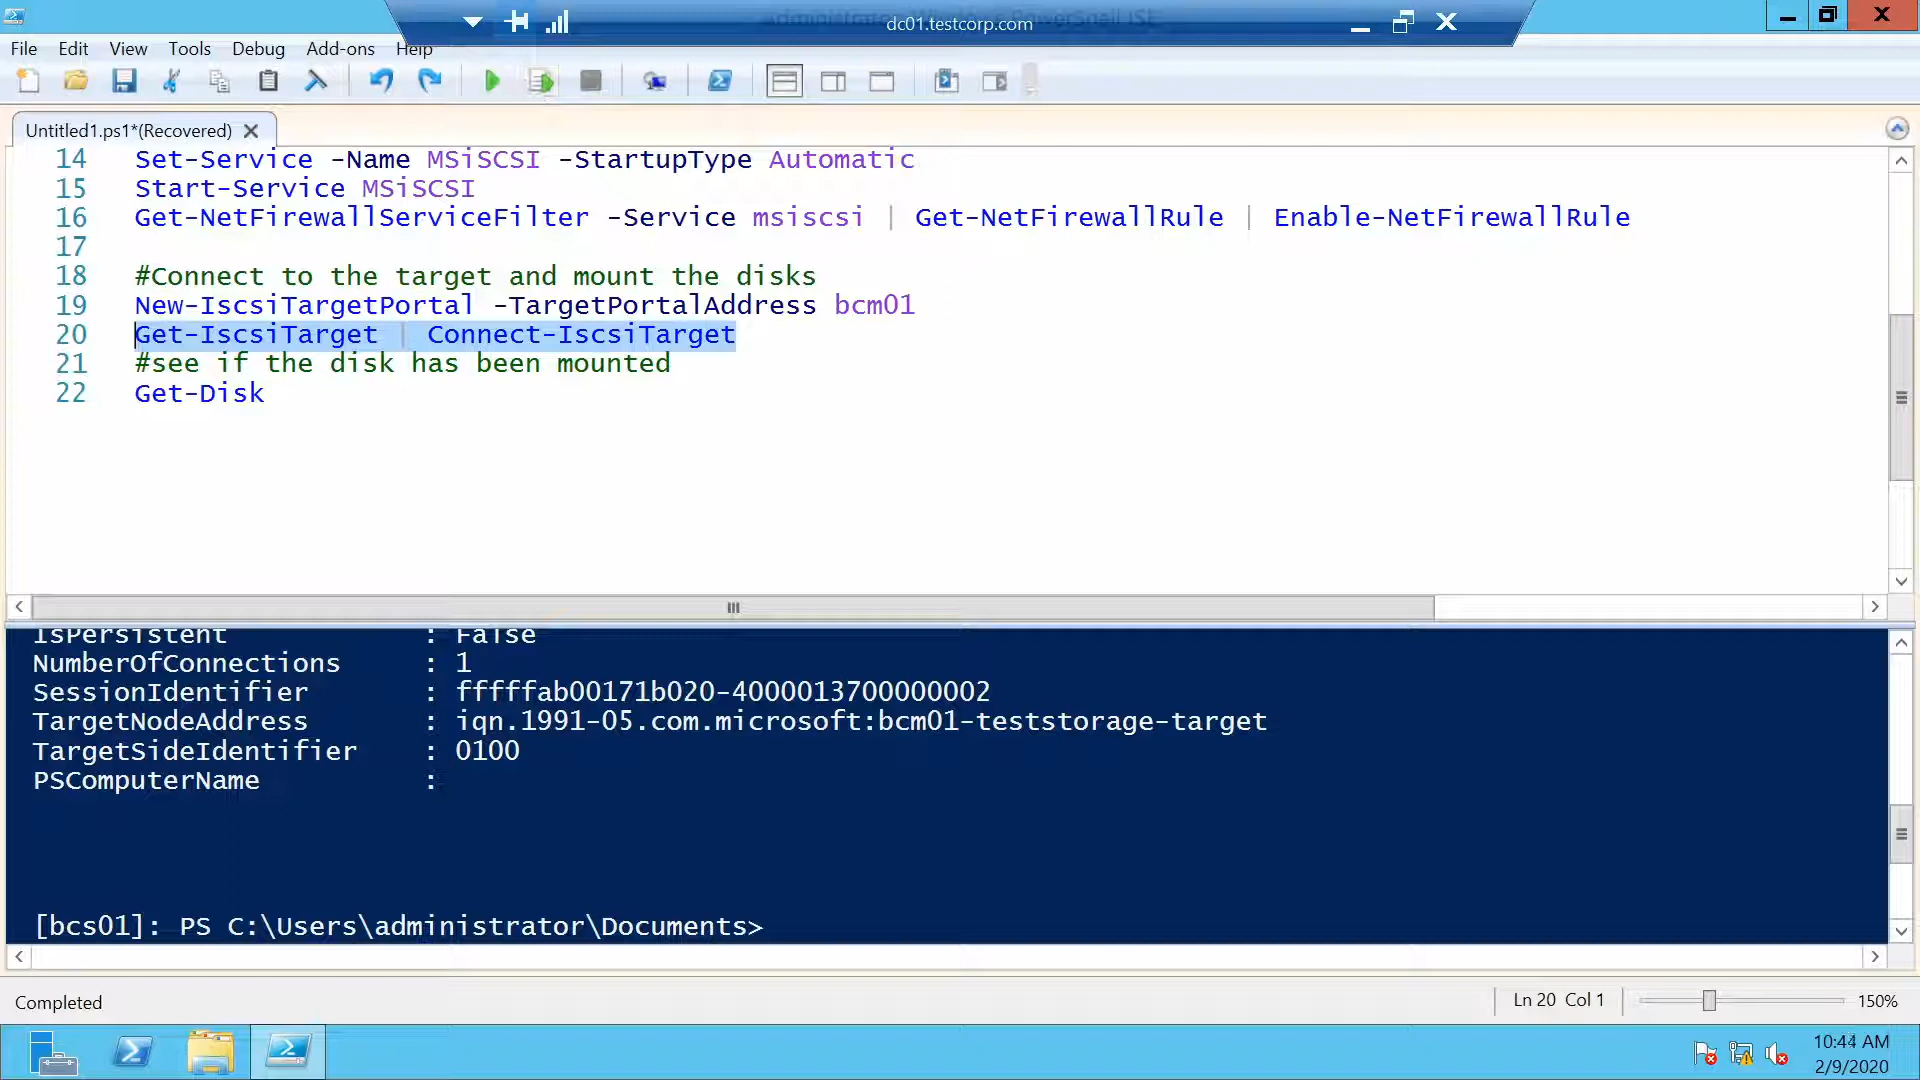 dc01.testcorp.com
File Edit View Tools Debug Add-ons Help
Untitled1.ps1*(Recovered)
14 Set-Service -Name MSiSCSI -StartupType Automatic
15 Start-Service MSiSCSI
16 Get-NetFirewallServiceFilter -Service msiscsi | Get-NetFirewallRule | Enable-NetFirewallRule
17
18 #Connect to the target and mount the disks
19 New-IscsiTargetPortal -TargetPortalAddress bcm01
20 Get-IscsiTarget | Connect-IscsiTarget
21 #see if the disk has been mounted
22 Get-Disk
IsPersistent : False
NumberOfConnections : 1
SessionIdentifier : fffffab00171b020-4000013700000002
TargetNodeAddress : iqn.1991-05.com.microsoft:bcm01-teststorage-target
TargetSideIdentifier : 0100
PSComputerName :
[bcs01]: PS C:\Users\administrator\Documents>
Completed
Ln 20 Col 1
150%
10:44 AM
2/9/2020